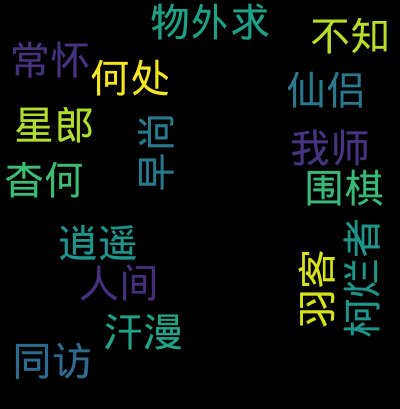 物外求
不知
常怀
何处
仙侣
星郎
早尚
我师
杳何
围棋
逍遥
柯烂者
人间
羽客
汗漫
同访